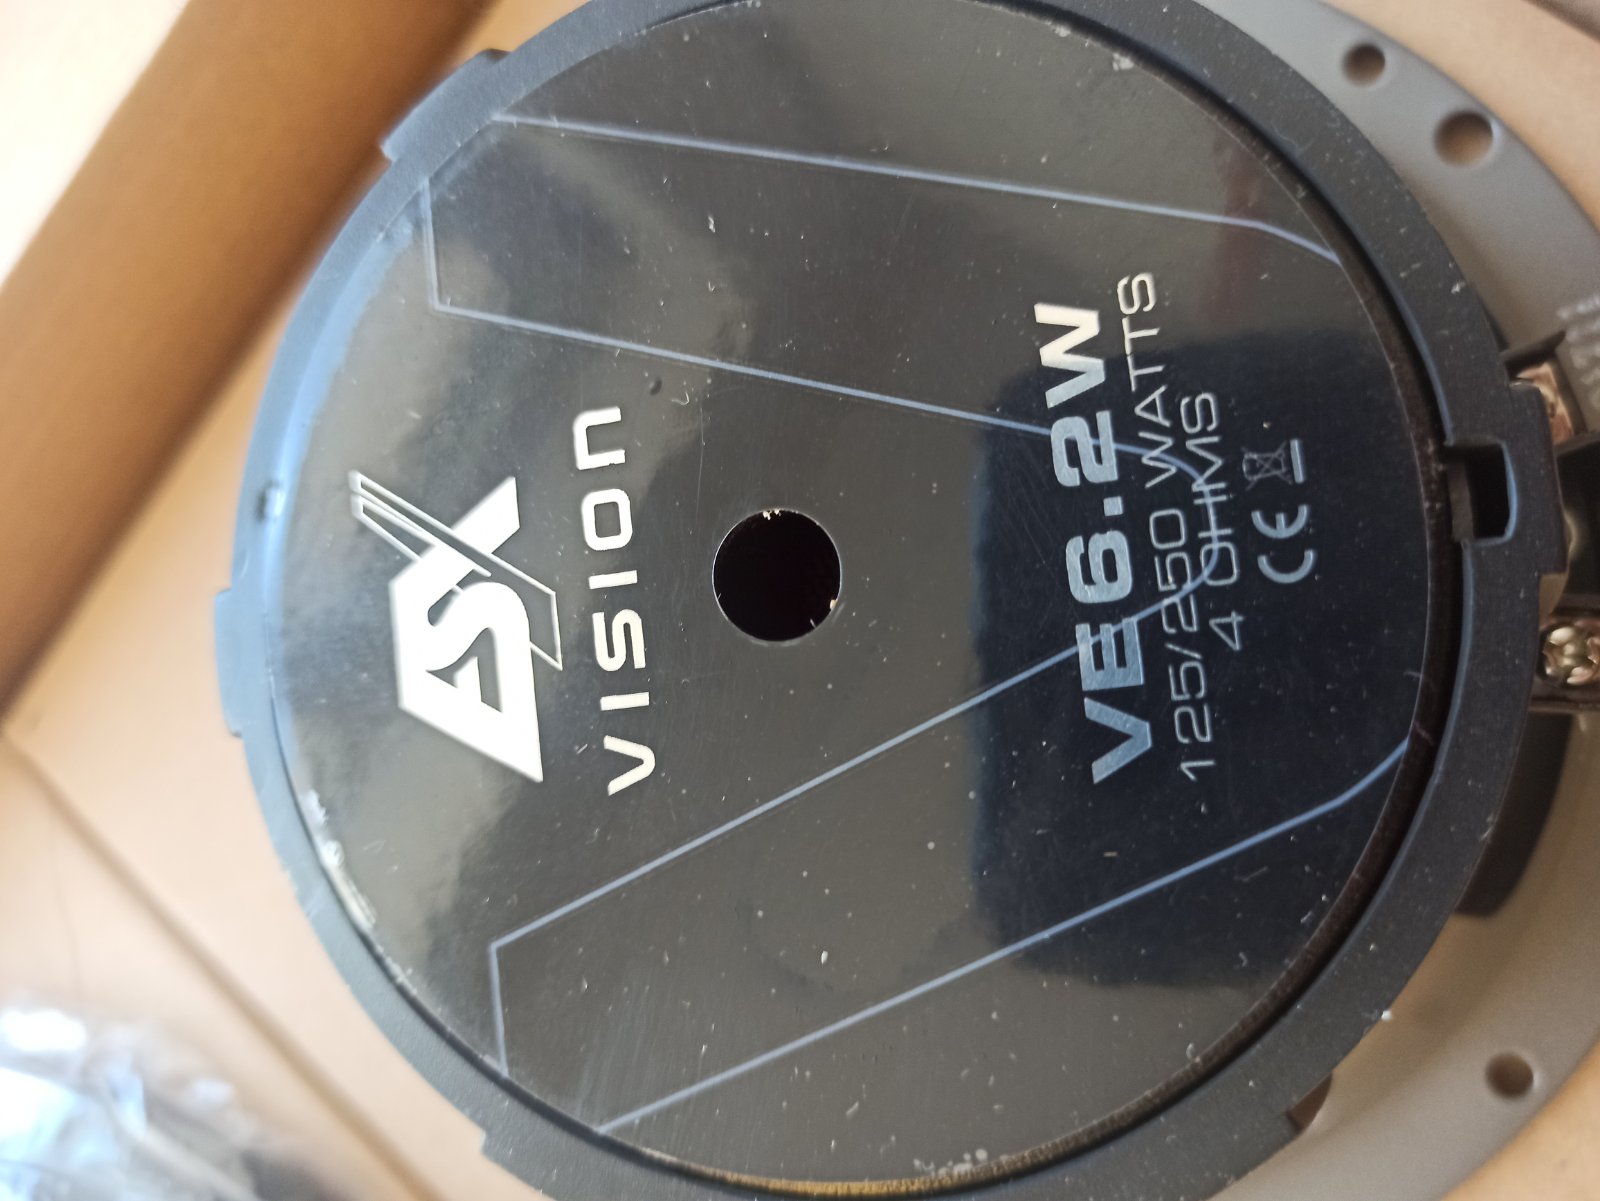 ESX
VISION
VE6.2W
125/250 WATTS
4 OHMS
CE